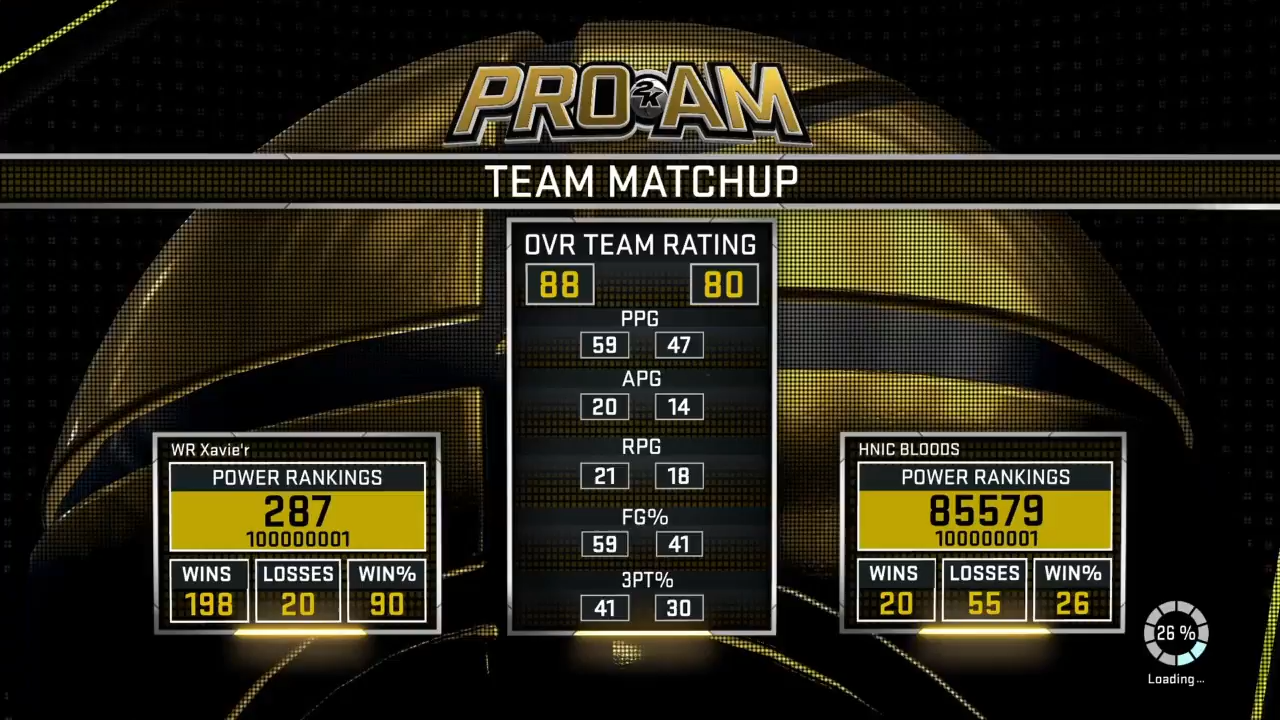 PRO 2K AM
TEAM MATCHUP
OVR TEAM RATING
88 80
PPG
59 47
APG
20 14
RPG
21 18
FG%
59 41
3PT%
41 30
WR Xavie'r
POWER RANKINGS
287
100000001
WINS LOSSES WIN%
198 20 90
HNIC BLOODS
POWER RANKINGS
85579
100000001
WINS LOSSES WIN%
20 55 26
26 %
Loading...